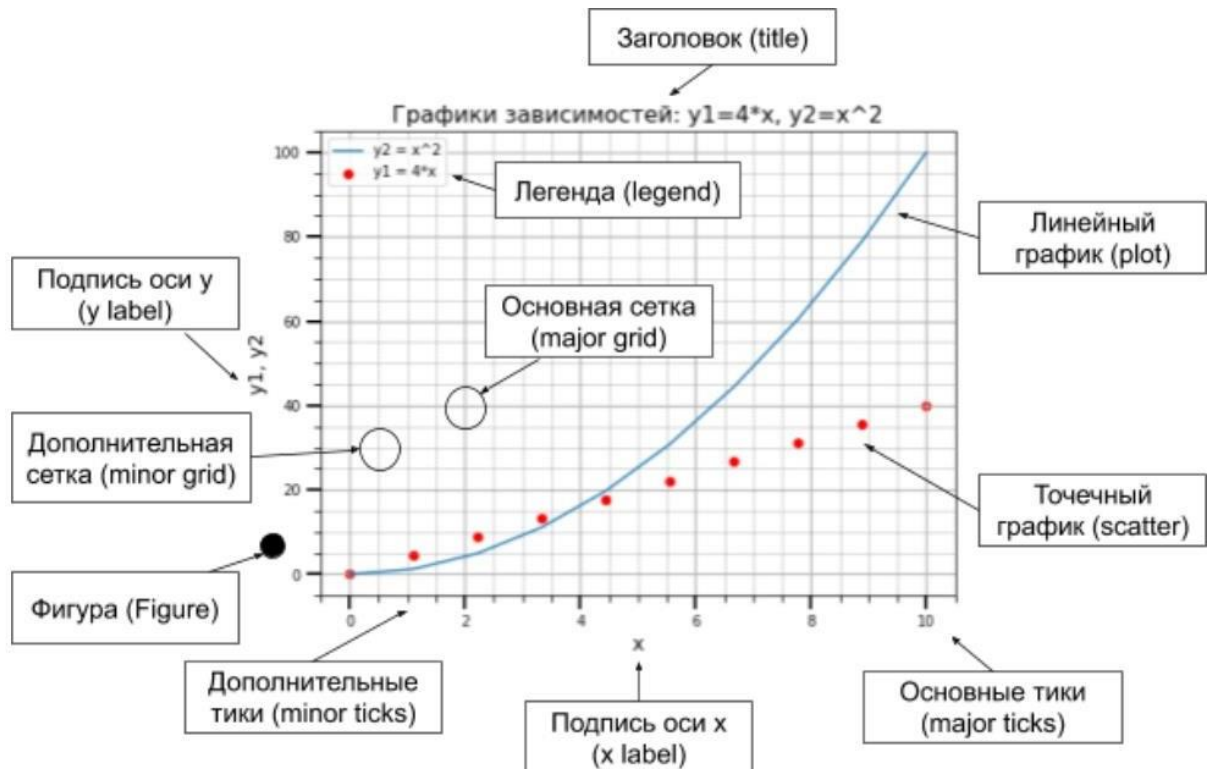 Заголовок (title)
Графики зависимостей: y1=4*x, y2=x^2
y2 = x^2
y1 = 4*x
Легенда (legend)
Линейный
график (plot)
Подпись оси y
(y label)
Основная сетка
(major grid)
y1, y2
Дополнительная
сетка (minor grid)
Точечный
график (scatter)
Фигура (Figure)
100
80
60
40
20
0
0 2 4 6 8 10
x
Дополнительные
тики (minor ticks)
Подпись оси x
(x label)
Основные тики
(major ticks)